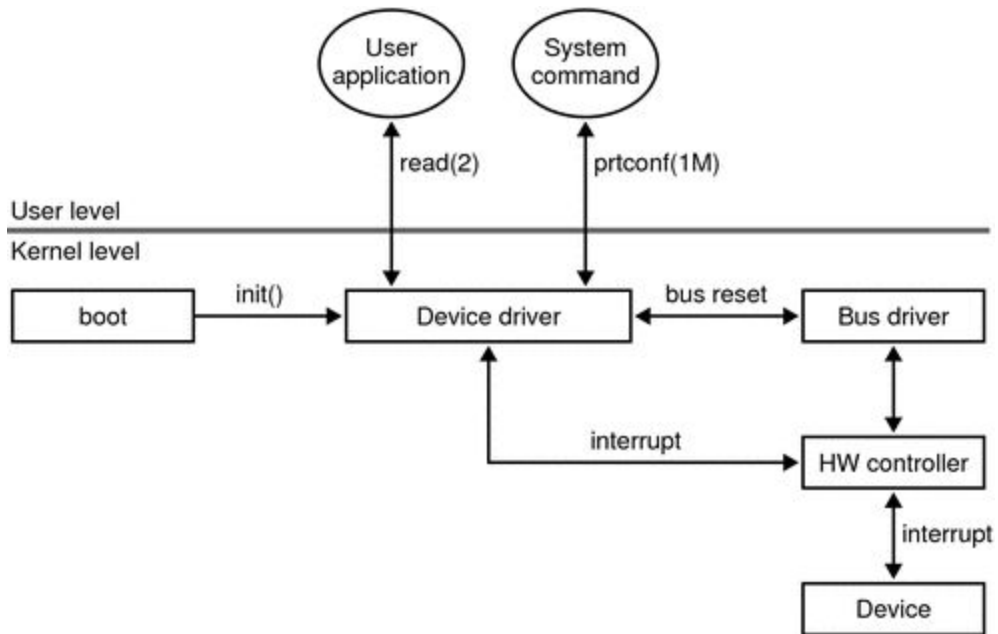 User
application
System
command
read(2)
prtconf(1M)
User level
Kernel level
boot
init()
Device driver
bus reset
Bus driver
interrupt
HW controller
interrupt
Device